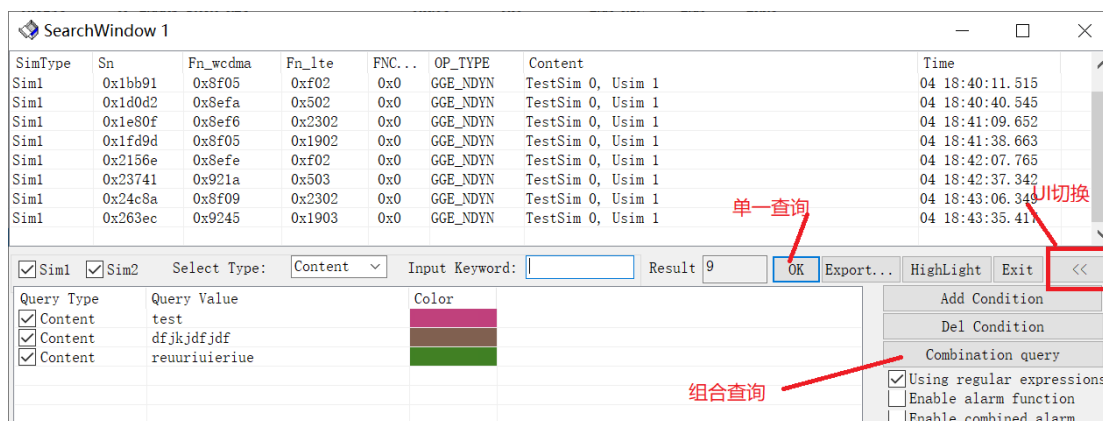 SearchWindow 1
SimType Sn Fn_wcdma Fn_lte FNC... OP_TYPE Content Time
Sim1 0x1bb91 0x8f05 0xf02 0x0 GGE_NDYN TestSim 0, Usim 1 04 18:40:11.515
Sim1 0x1d0d2 0x8efa 0x502 0x0 GGE_NDYN TestSim 0, Usim 1 04 18:40:40.545
Sim1 0x1e80f 0x8ef6 0x2302 0x0 GGE_NDYN TestSim 0, Usim 1 04 18:41:09.652
Sim1 0x1fd9d 0x8f05 0x1902 0x0 GGE_NDYN TestSim 0, Usim 1 04 18:41:38.663
Sim1 0x2156e 0x8efe 0xf02 0x0 GGE_NDYN TestSim 0, Usim 1 04 18:42:07.765
Sim1 0x23741 0x921a 0x503 0x0 GGE_NDYN TestSim 0, Usim 1 04 18:42:37.342
Sim1 0x24c8a 0x8f09 0x2302 0x0 GGE_NDYN TestSim 0, Usim 1 04 18:43:06.349
UI切换
Sim1 0x263ec 0x9245 0x1903 0x0 GGE_NDYN TestSim 0, Usim 1 04 18:43:35.417
单一查询
Sim1 Sim2 Select Type: Content Input Keyword: Result 9 OK Export... HighLight Exit <<
Query Type Query Value Color Add Condition
Content test
Content dfjkjdfjdf Del Condition
Content reuuriuieriue Combination query
Using regular expressions
组合查询
Enable alarm function
Enable combined alarm